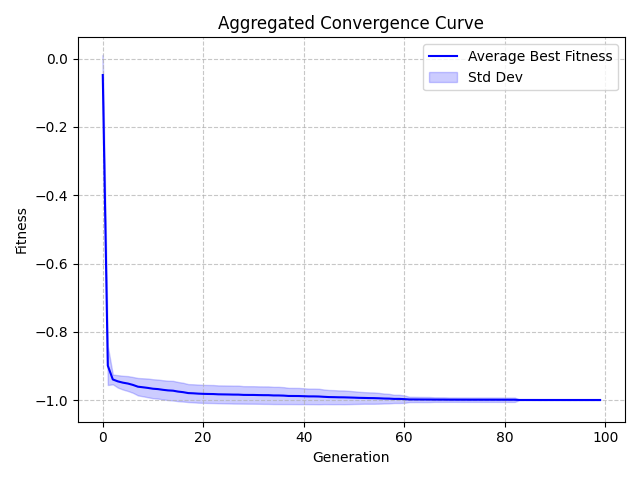 Aggregated Convergence Curve
Average Best Fitness
Std Dev
Fitness
0.0
−0.2
−0.4
−0.6
−0.8
−1.0
0 20 40 60 80 100
Generation